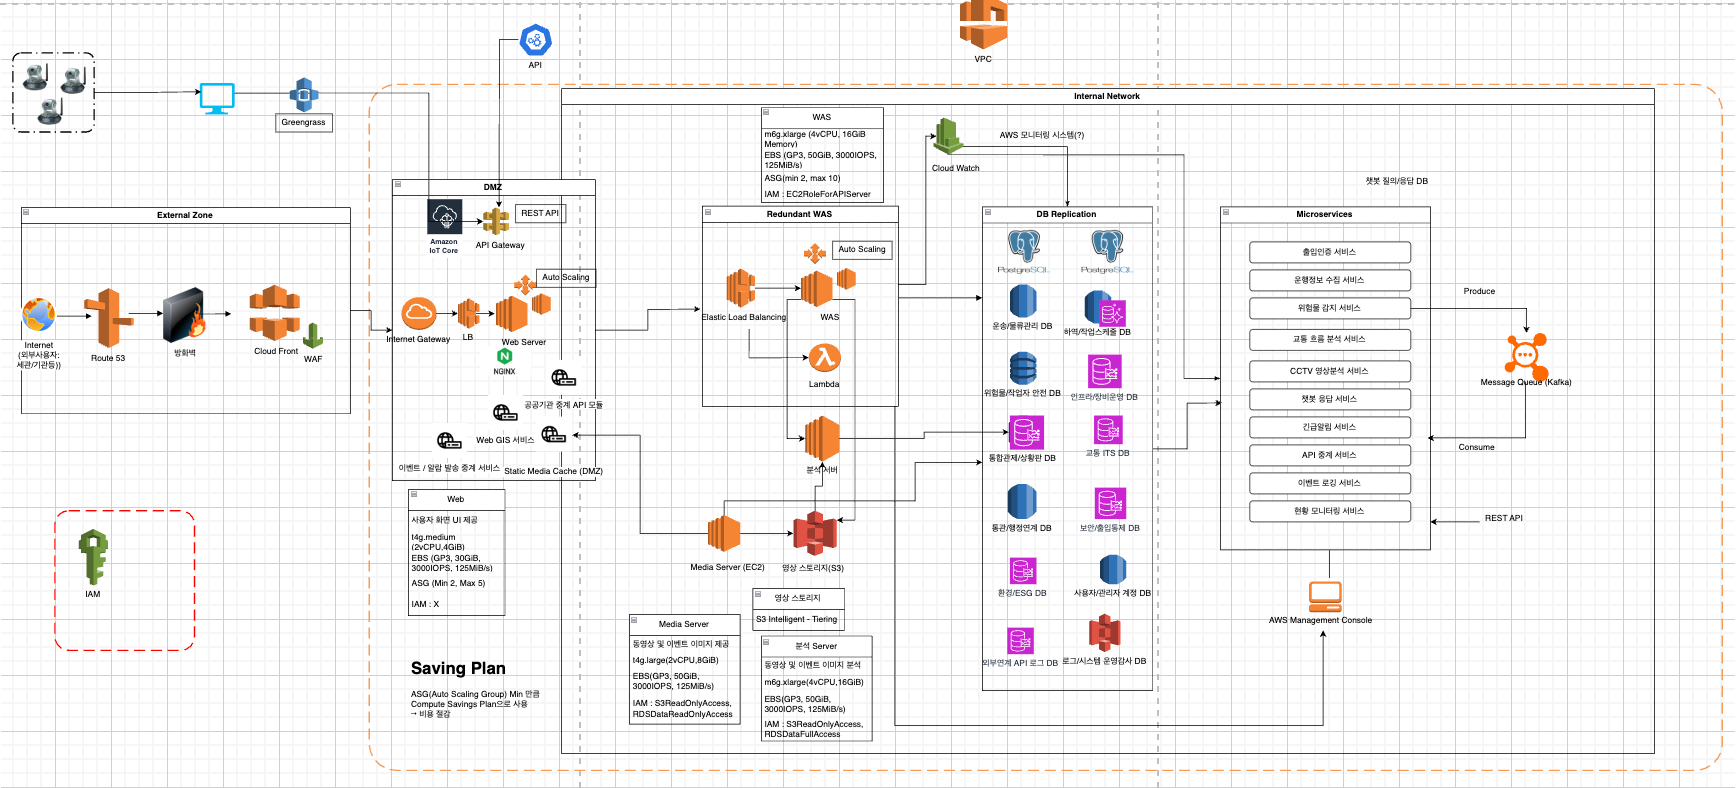 API
VPC
Greengrass
Internal Network
WAS
m6g.xlarge (4vCPU, 16GiB
Memory)
EBS (GP3, 50GiB, 3000IOPS,
125MiB/s)
ASG(min 2, max 10)
IAM : EC2RoleForAPIServer
Cloud Watch
AWS 모니터링 시스템(?)
챗봇 질의/응답 DB
External Zone
Internet
(외부사용자:
세관/기관등))
Route 53
방화벽
Cloud Front
WAF
DMZ
Amazon
IoT Core
API Gateway
REST API
Auto Scaling
Internet Gateway
LB
Web Server
NGINX
공공기관 중계 API 모듈
Web GIS 서비스
이벤트 / 알람 발송 중계 서비스
Static Media Cache (DMZ)
Redundant WAS
Auto Scaling
Elastic Load Balancing
WAS
Lambda
분석 서버
Media Server (EC2)
영상 스토리지(S3)
DB Replication
PostgreSQL
PostgreSQL
운송/물류관리 DB
하역/작업스케줄 DB
위험물/작업자 안전 DB
인프라/장비운영 DB
통합관제/상황판 DB
교통 ITS DB
통관/행정연계 DB
보안/출입통제 DB
환경/ESG DB
사용자/관리자 계정 DB
외부연계 API 로그 DB
로그/시스템 운영감사 DB
Microservices
출입인증 서비스
운행정보 수집 서비스
위험물 감지 서비스
교통 흐름 분석 서비스
CCTV 영상분석 서비스
챗봇 응답 서비스
긴급알림 서비스
API 중계 서비스
이벤트 로깅 서비스
현황 모니터링 서비스
Produce
Message Queue (Kafka)
Consume
REST API
AWS Management Console
IAM
Web
사용자 화면 UI 제공
t4g.medium
(2vCPU,4GiB)
EBS (GP3, 30GiB,
3000IOPS, 125MiB/s)
ASG (Min 2, Max 5)
IAM : X
Saving Plan
ASG(Auto Scaling Group) Min 만큼
Compute Savings Plan으로 사용
→ 비용 절감
Media Server
동영상 및 이벤트 이미지 제공
t4g.large(2vCPU,8GiB)
EBS(GP3, 50GiB,
3000IOPS, 125MiB/s)
IAM : S3ReadOnlyAccess,
RDSDataReadOnlyAccess
영상 스토리지
S3 Intelligent - Tiering
분석 Server
동영상 및 이벤트 이미지 분석
m6g.xlarge(4vCPU,16GiB)
EBS(GP3, 50GiB,
3000IOPS, 125MiB/s)
IAM : S3ReadOnlyAccess,
RDSDataFullAccess